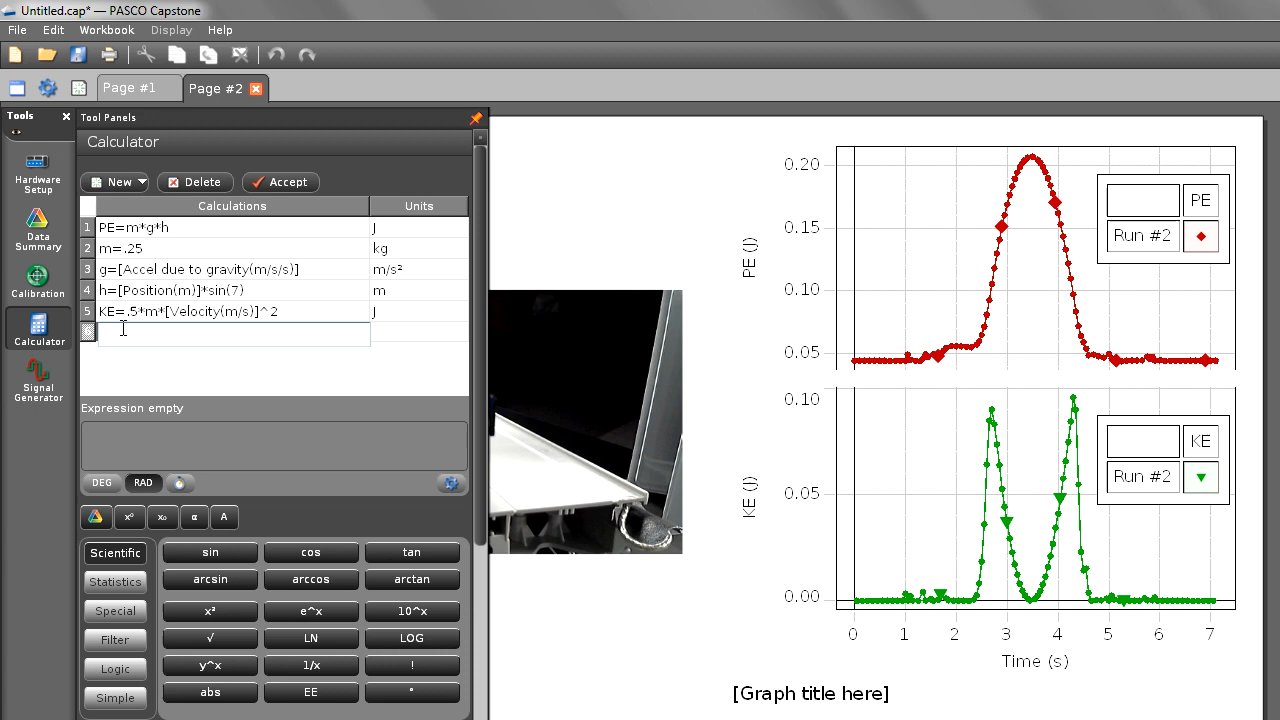 Untitled.cap* — PASCO Capstone
File Edit Workbook Display Help
Page #1 Page #2
Tools
Hardware Setup
Data Summary
Calibration
Calculator
Signal Generator
Tool Panels
Calculator
New Delete Accept
Calculations Units
1 PE=m*g*h J
2 m=.25 kg
3 g=[Accel due to gravity(m/s/s)] m/s²
4 h=[Position(m)]*sin(7) m
5 KE=.5*m*[Velocity(m/s)]^2 J
6
Expression empty
DEG RAD
x⁰ x₀ α A
Scientific sin cos tan
Statistics arcsin arccos arctan
Special x² e^x 10^x
Filter √ LN LOG
Logic y^x 1/x !
Simple abs EE °
PE (J)
0.20
0.15
0.10
0.05
PE
Run #2
KE (J)
0.10
0.05
0.00
KE
Run #2
0 1 2 3 4 5 6 7
Time (s)
[Graph title here]